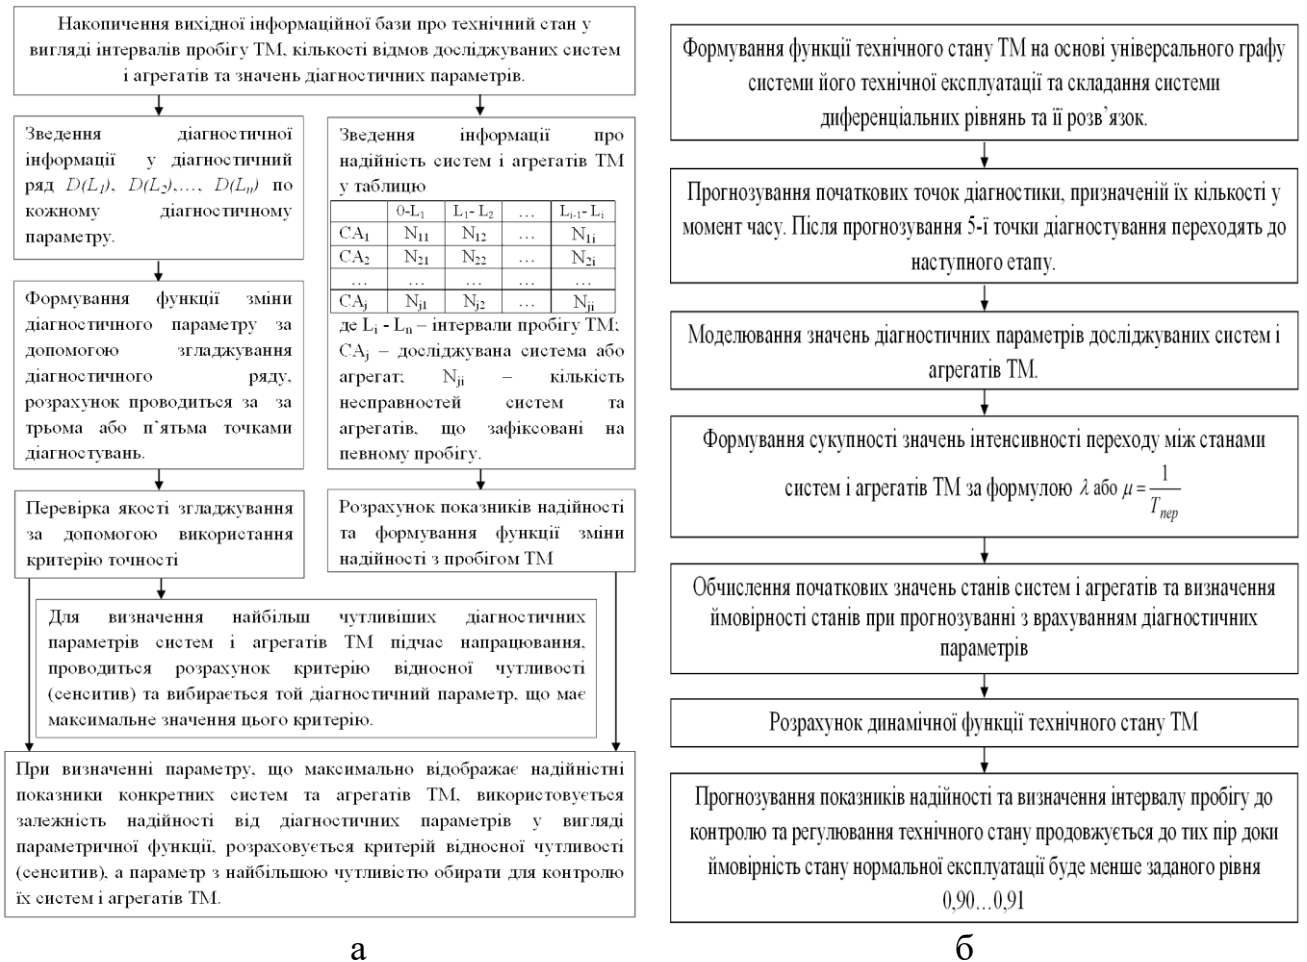 Накопичення вихідної інформаційної бази про технічний стан у
вигляді інтервалів пробігу ТМ, кількості відмов досліджуваних систем
і агрегатів та значень діагностичних параметрів.
Зведення діагностичної
інформації у діагностичний
ряд D(L1), D(L2),…, D(Ln) по
кожному діагностичному
параметру.
Формування функції зміни
діагностичного параметру за
допомогою згладжування
діагностичного ряду,
розрахунок проводиться за за
трьома або п`ятьма точками
діагностувань.
Перевірка якості згладжування
за допомогою використання
критерію точності
Зведення інформації про
надійність систем і агрегатів ТМ
у таблицю
0-L1 L1- L2 … Li-1- Li
СА1 N11 N12 … N1i
СА2 N21 N22 … N2i
… … … … …
САj Nj1 Nj2 … Nji
де Li - Ln – інтервали пробігу ТМ;
САj – досліджувана система або
агрегат; Nji – кількість
несправностей систем та
агрегатів, що зафіксовані на
певному пробігу.
Розрахунок показників надійності
та формування функції зміни
надійності з пробігом ТМ
Для визначення найбільш чутливіших діагностичних
параметрів систем і агрегатів ТМ підчас напрацювання,
проводиться розрахунок критерію відносної чутливості
(сенситив) та вибирається той діагностичний параметр, що має
максимальне значення цього критерію.
При визначенні параметру, що максимально відображає надійністні
показники конкретних систем та агрегатів ТМ, використовується
залежність надійності від діагностичних параметрів у вигляді
параметричної функції, розраховується критерій відносної чутливості
(сенситив), а параметр з найбільшою чутливістю обирати для контролю
їх систем і агрегатів ТМ.
а
Формування функції технічного стану ТМ на основі універсального графу
системи його технічної експлуатації та складання системи
диференціальних рівнянь та її розв’язок.
Прогнозування початкових точок діагностики, призначеній їх кількості у
момент часу. Після прогнозування 5-ї точки діагностування переходять до
наступного етапу.
Моделювання значень діагностичних параметрів досліджуваних систем і
агрегатів ТМ.
Формування сукупності значень інтенсивності переходу між станами
систем і агрегатів ТМ за формулою λ або μ = 1/Tпер
Обчислення початкових значень станів систем і агрегатів та визначення
ймовірності станів при прогнозуванні з врахуванням діагностичних
параметрів
Розрахунок динамічної функції технічного стану ТМ
Прогнозування показників надійності та визначення інтервалу пробігу до
контролю та регулювання технічного стану продовжується до тих пір доки
ймовірність стану нормальної експлуатації буде менше заданого рівня
0,90…0,91
б